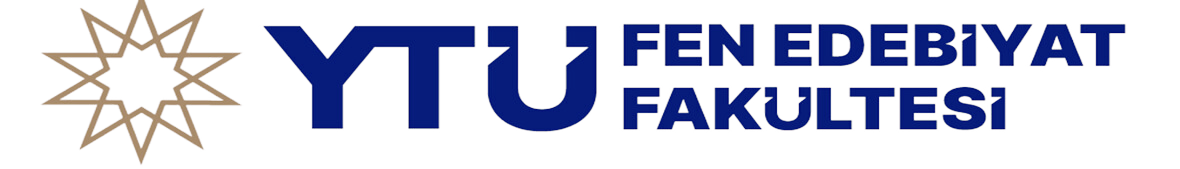 YTÜ FEN EDEBİYAT
FAKÜLTESİ